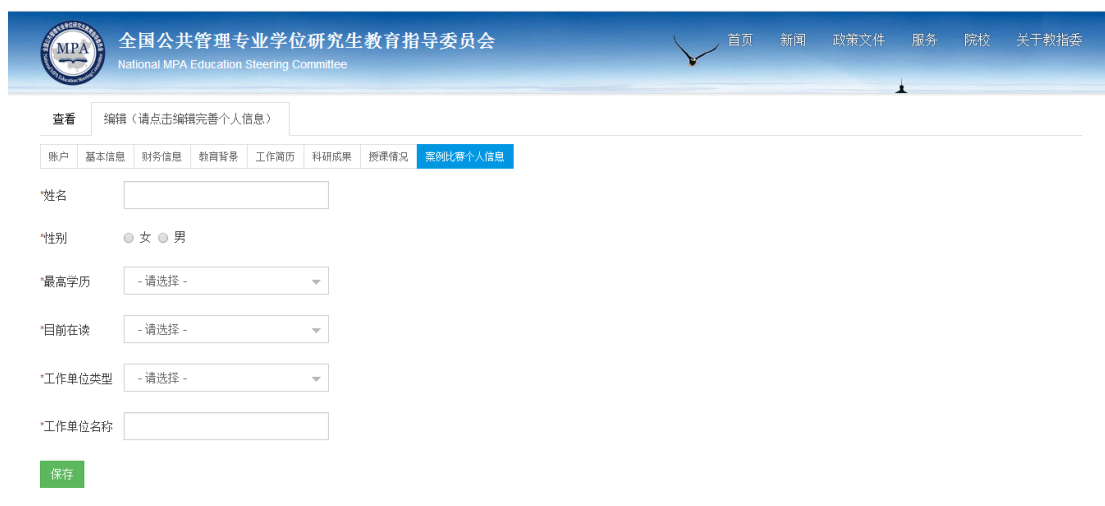 MPA
全国公共管理专业学位研究生教育指导委员会
National MPA Education Steering Committee
首页 新闻 政策文件 服务 院校 关于教指委
查看 编辑（请点击编辑完善个人信息）
账户 基本信息 财务信息 教育背景 工作简历 科研成果 授课情况 案例比赛个人信息
*姓名
*性别 女 男
*最高学历 - 请选择 -
*目前在读 - 请选择 -
*工作单位类型 - 请选择 -
*工作单位名称
保存